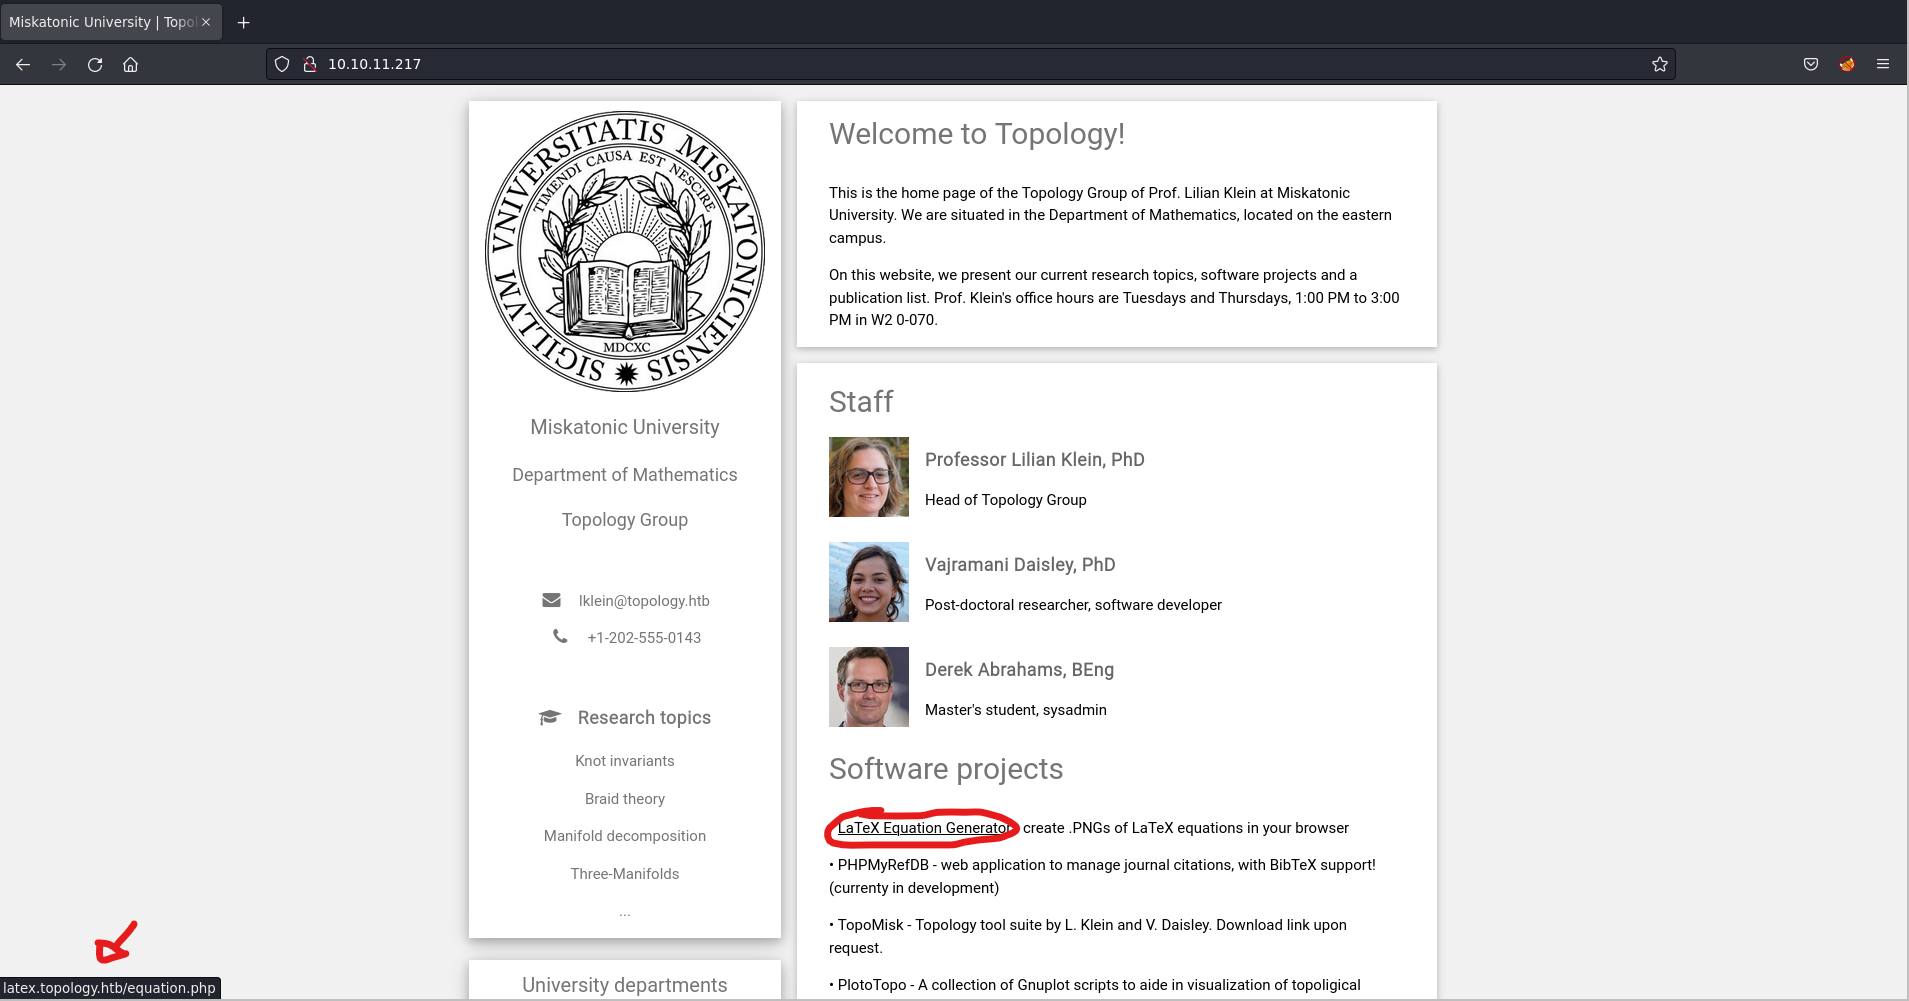 Miskatonic University | Topol
10.10.11.217
SIGILLVM VNIVERSITATIS MISKATONICIENSIS
TIMENDI CAUSA EST NESCIRE
MDCXC
Miskatonic University
Department of Mathematics
Topology Group
lklein@topology.htb
+1-202-555-0143
Research topics
Knot invariants
Braid theory
Manifold decomposition
Three-Manifolds
...
University departments
Welcome to Topology!
This is the home page of the Topology Group of Prof. Lilian Klein at Miskatonic
University. We are situated in the Department of Mathematics, located on the eastern
campus.
On this website, we present our current research topics, software projects and a
publication list. Prof. Klein's office hours are Tuesdays and Thursdays, 1:00 PM to 3:00
PM in W2 0-070.
Staff
Professor Lilian Klein, PhD
Head of Topology Group
Vajramani Daisley, PhD
Post-doctoral researcher, software developer
Derek Abrahams, BEng
Master's student, sysadmin
Software projects
LaTeX Equation Generator create .PNGs of LaTeX equations in your browser
• PHPMyRefDB - web application to manage journal citations, with BibTeX support!
(currenty in development)
• TopoMisk - Topology tool suite by L. Klein and V. Daisley. Download link upon
request.
• PlotoTopo - A collection of Gnuplot scripts to aide in visualization of topoligical
latex.topology.htb/equation.php